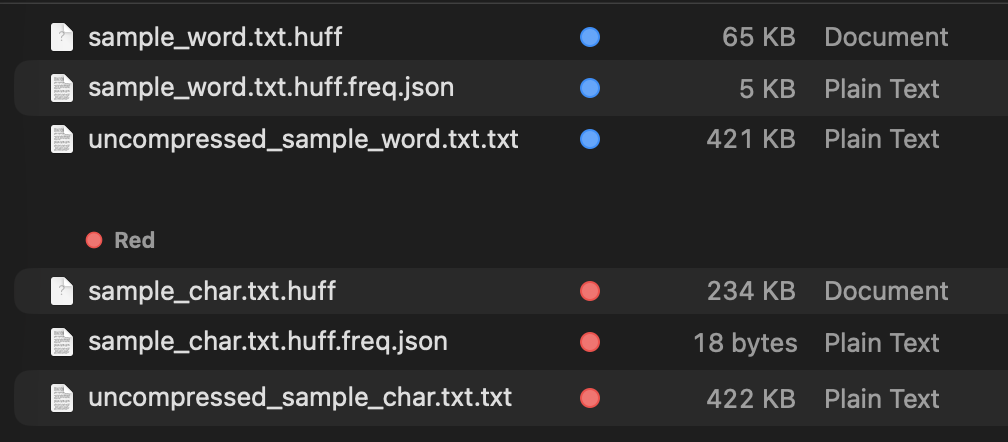 sample_word.txt.huff 65 KB Document
sample_word.txt.huff.freq.json 5 KB Plain Text
uncompressed_sample_word.txt.txt 421 KB Plain Text
Red
sample_char.txt.huff 234 KB Document
sample_char.txt.huff.freq.json 18 bytes Plain Text
uncompressed_sample_char.txt.txt 422 KB Plain Text